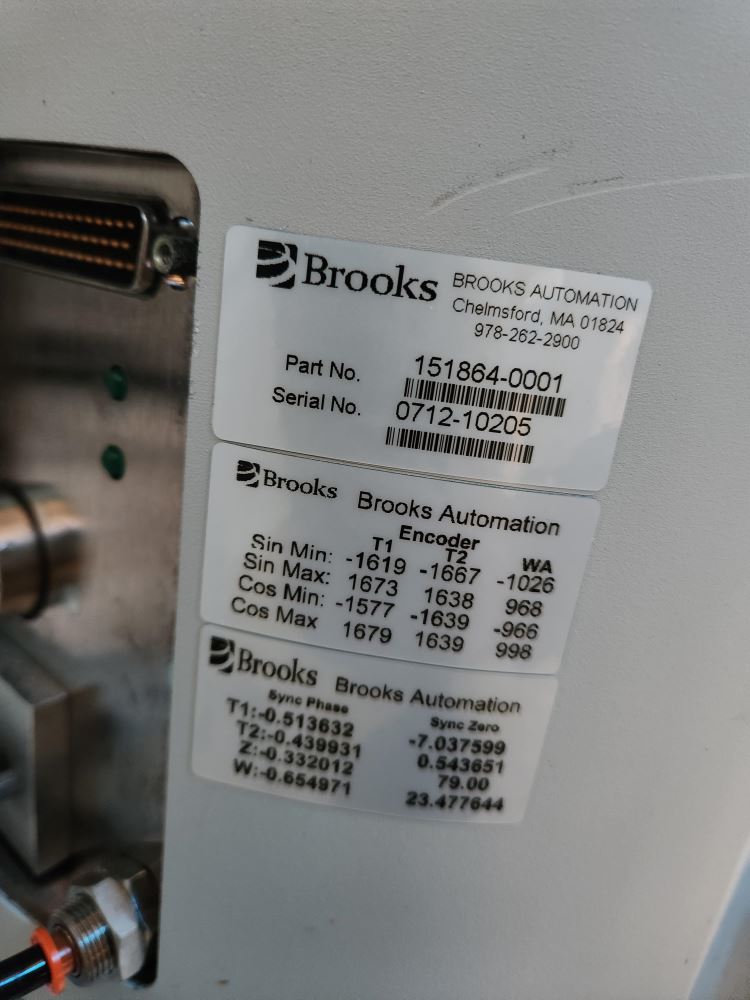 Brooks BROOKS AUTOMATION
Chelmsford, MA 01824
978-262-2900
Part No. 151864-0001
Serial No. 0712-10205
Brooks Brooks Automation
Encoder
T1 T2 WA
Sin Min: -1619 -1667 -1026
Sin Max: 1673 1638 968
Cos Min: -1577 -1639 -966
Cos Max 1679 1639 998
Brooks Brooks Automation
Sync Phase Sync Zero
T1:-0.513632 -7.037599
T2:-0.439931 0.543651
Z:-0.332012 79.00
W:-0.654971 23.477644